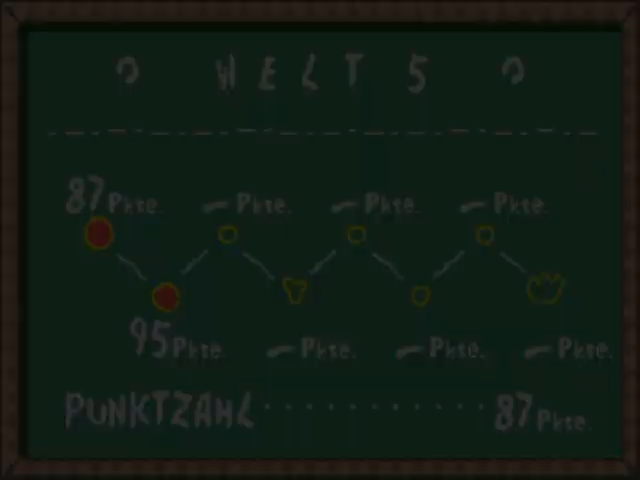 WELT 5
87 Pkte. – Pkte. – Pkte. – Pkte.
95 Pkte. – Pkte. – Pkte. – Pkte.
PUNKTZAHL ........... 87 Pkte.